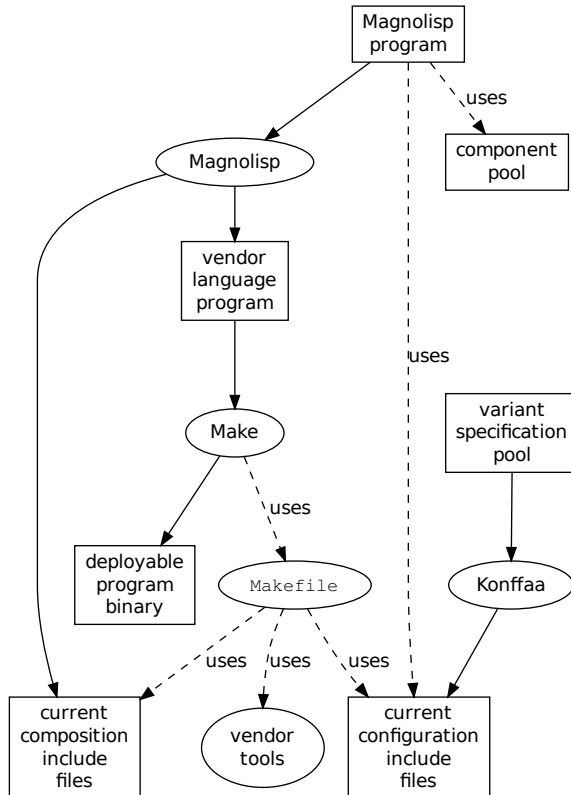 Magnolisp
program
uses
Magnolisp
component
pool
vendor
language
program
uses
variant
specification
pool
Make
uses
deployable
program
binary
Makefile
Konffaa
uses
uses
uses
current
composition
include
files
vendor
tools
current
configuration
include
files